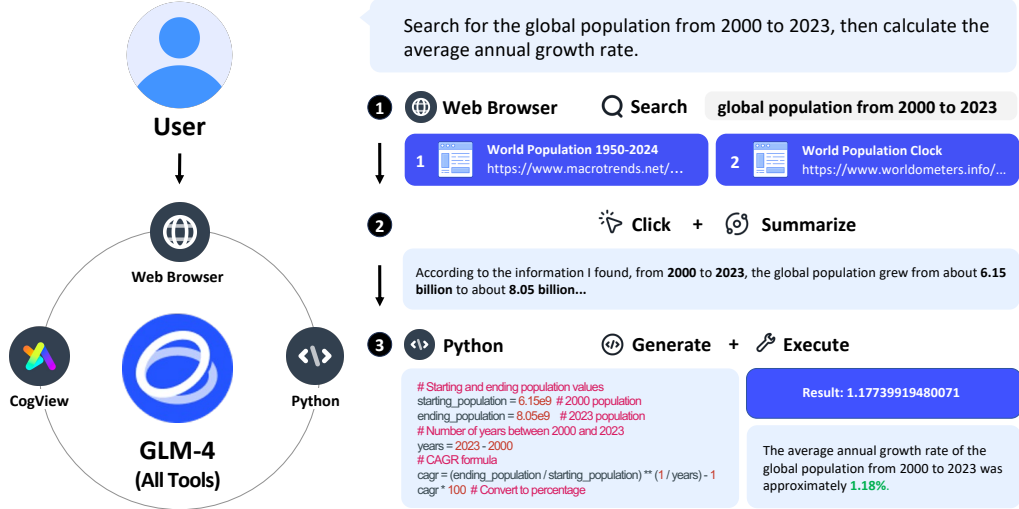 Search for the global population from 2000 to 2023, then calculate the
average annual growth rate.
User
1 Web Browser Search global population from 2000 to 2023
1 World Population 1950-2024
https://www.macrotrends.net/...
2 World Population Clock
https://www.worldometers.info/...
2 Click + Summarize
According to the information I found, from 2000 to 2023, the global population grew from about 6.15
billion to about 8.05 billion...
Web Browser
CogView
Python
GLM-4
(All Tools)
3 Python Generate + Execute
# Starting and ending population values
starting_population = 6.15e9 # 2000 population
ending_population = 8.05e9 # 2023 population
# Number of years between 2000 and 2023
years = 2023 - 2000
# CAGR formula
cagr = (ending_population / starting_population) ** (1 / years) - 1
cagr * 100 # Convert to percentage
Result: 1.17739919480071
The average annual growth rate of the
global population from 2000 to 2023 was
approximately 1.18%.